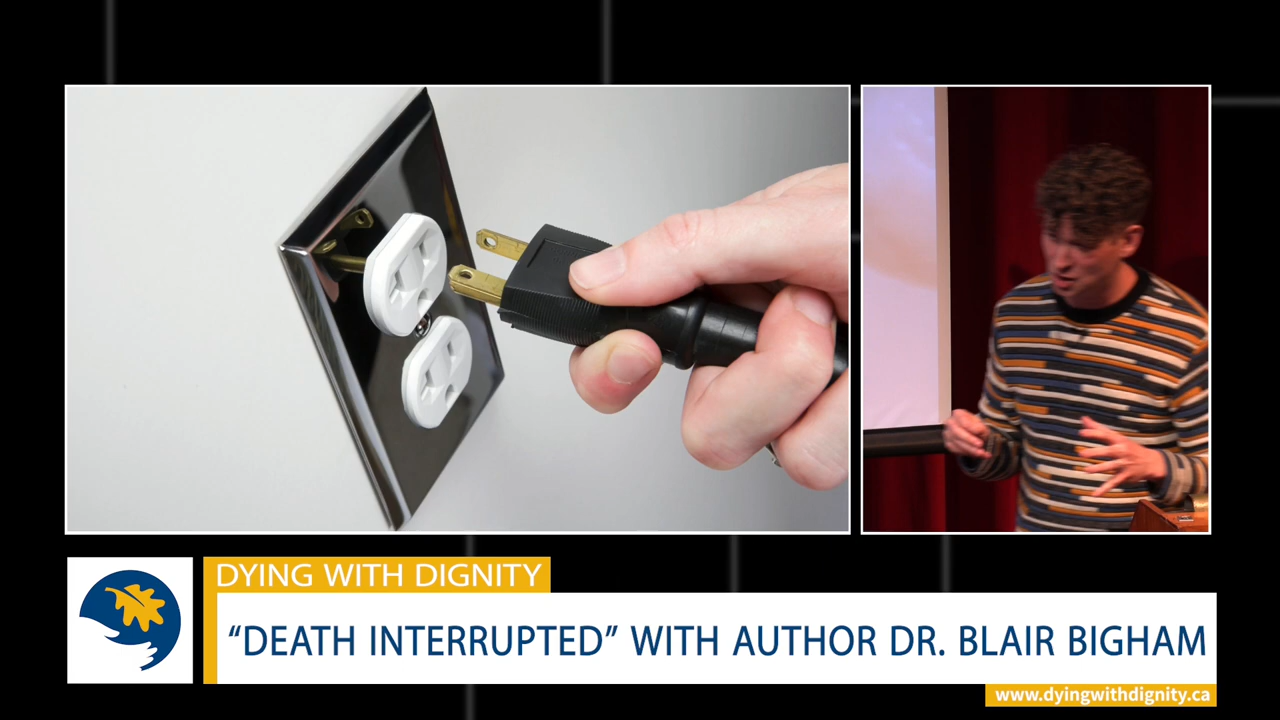 DYING WITH DIGNITY
“DEATH INTERRUPTED” WITH AUTHOR DR. BLAIR BIGHAM
www.dyingwithdignity.ca